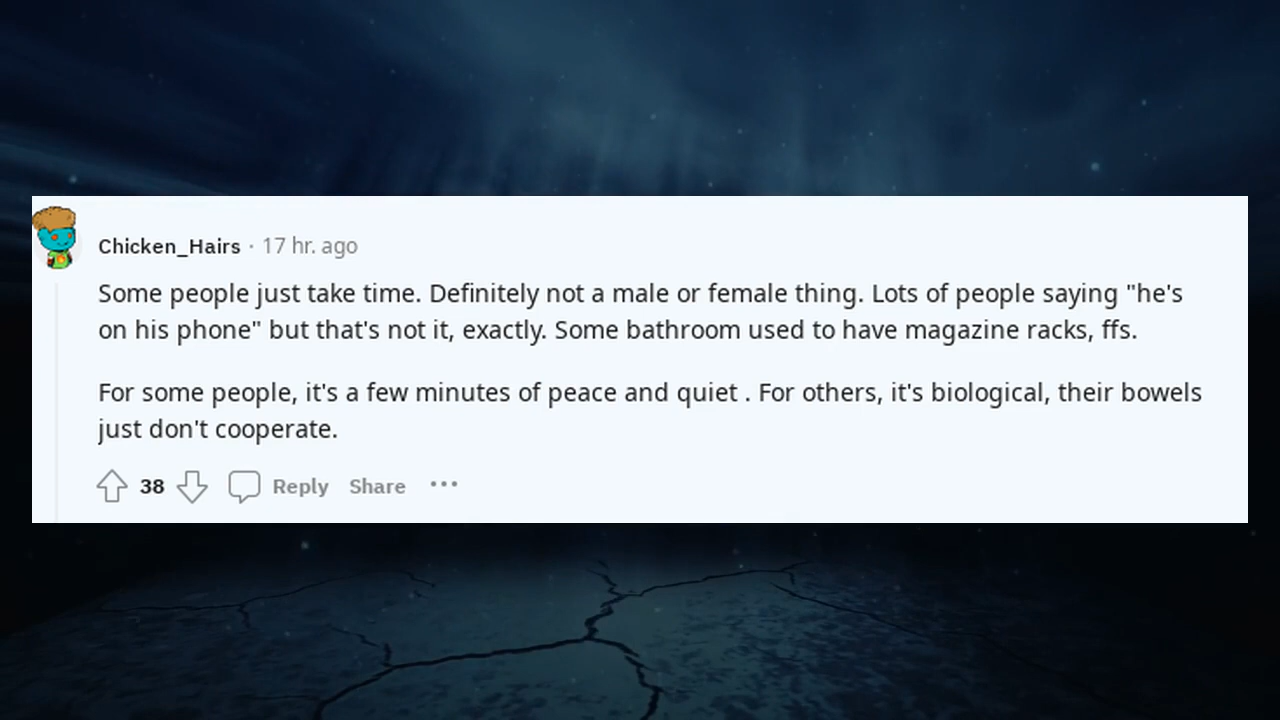 Chicken_Hairs · 17 hr. ago
Some people just take time. Definitely not a male or female thing. Lots of people saying "he's
on his phone" but that's not it, exactly. Some bathroom used to have magazine racks, ffs.
For some people, it's a few minutes of peace and quiet . For others, it's biological, their bowels
just don't cooperate.
38 Reply Share •••